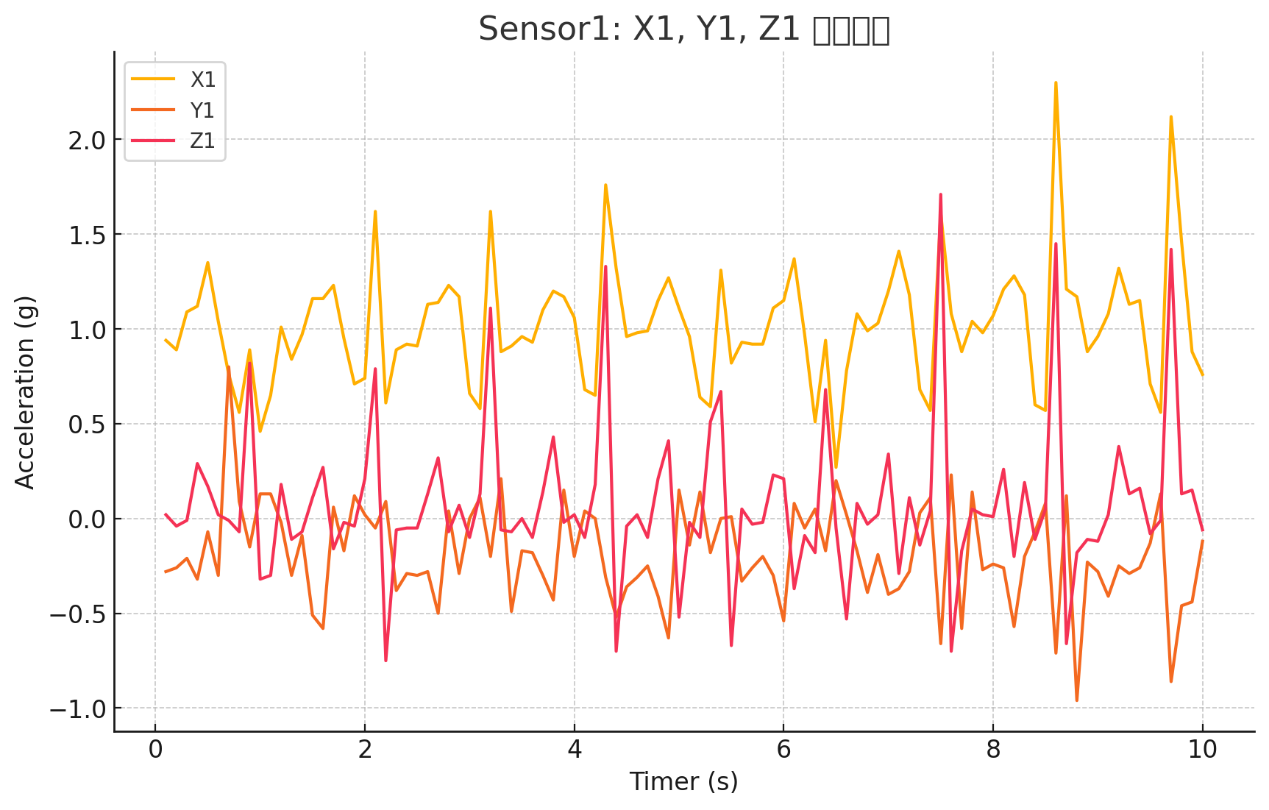 Sensor1: X1, Y1, Z1
X1
Y1
Z1
Acceleration (g)
2.0
1.5
1.0
0.5
0.0
−0.5
−1.0
0 2 4 6 8 10
Timer (s)